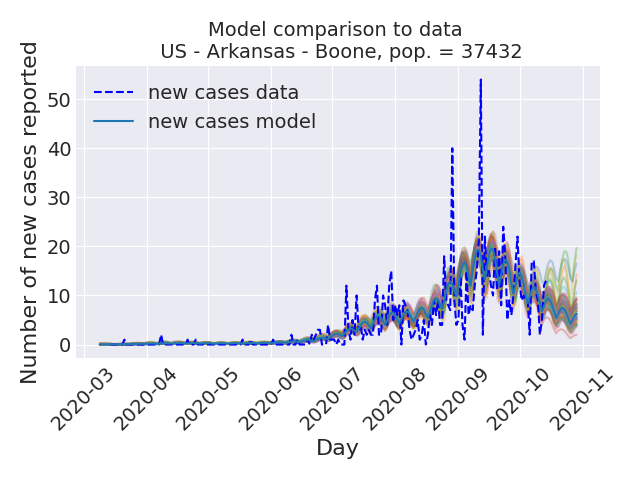 Model comparison to data
US - Arkansas - Boone, pop. = 37432
Number of new cases reported
50
40
30
20
10
0
new cases data
new cases model
2020-03
2020-04
2020-05
2020-06
2020-07
2020-08
2020-09
2020-10
2020-11
Day